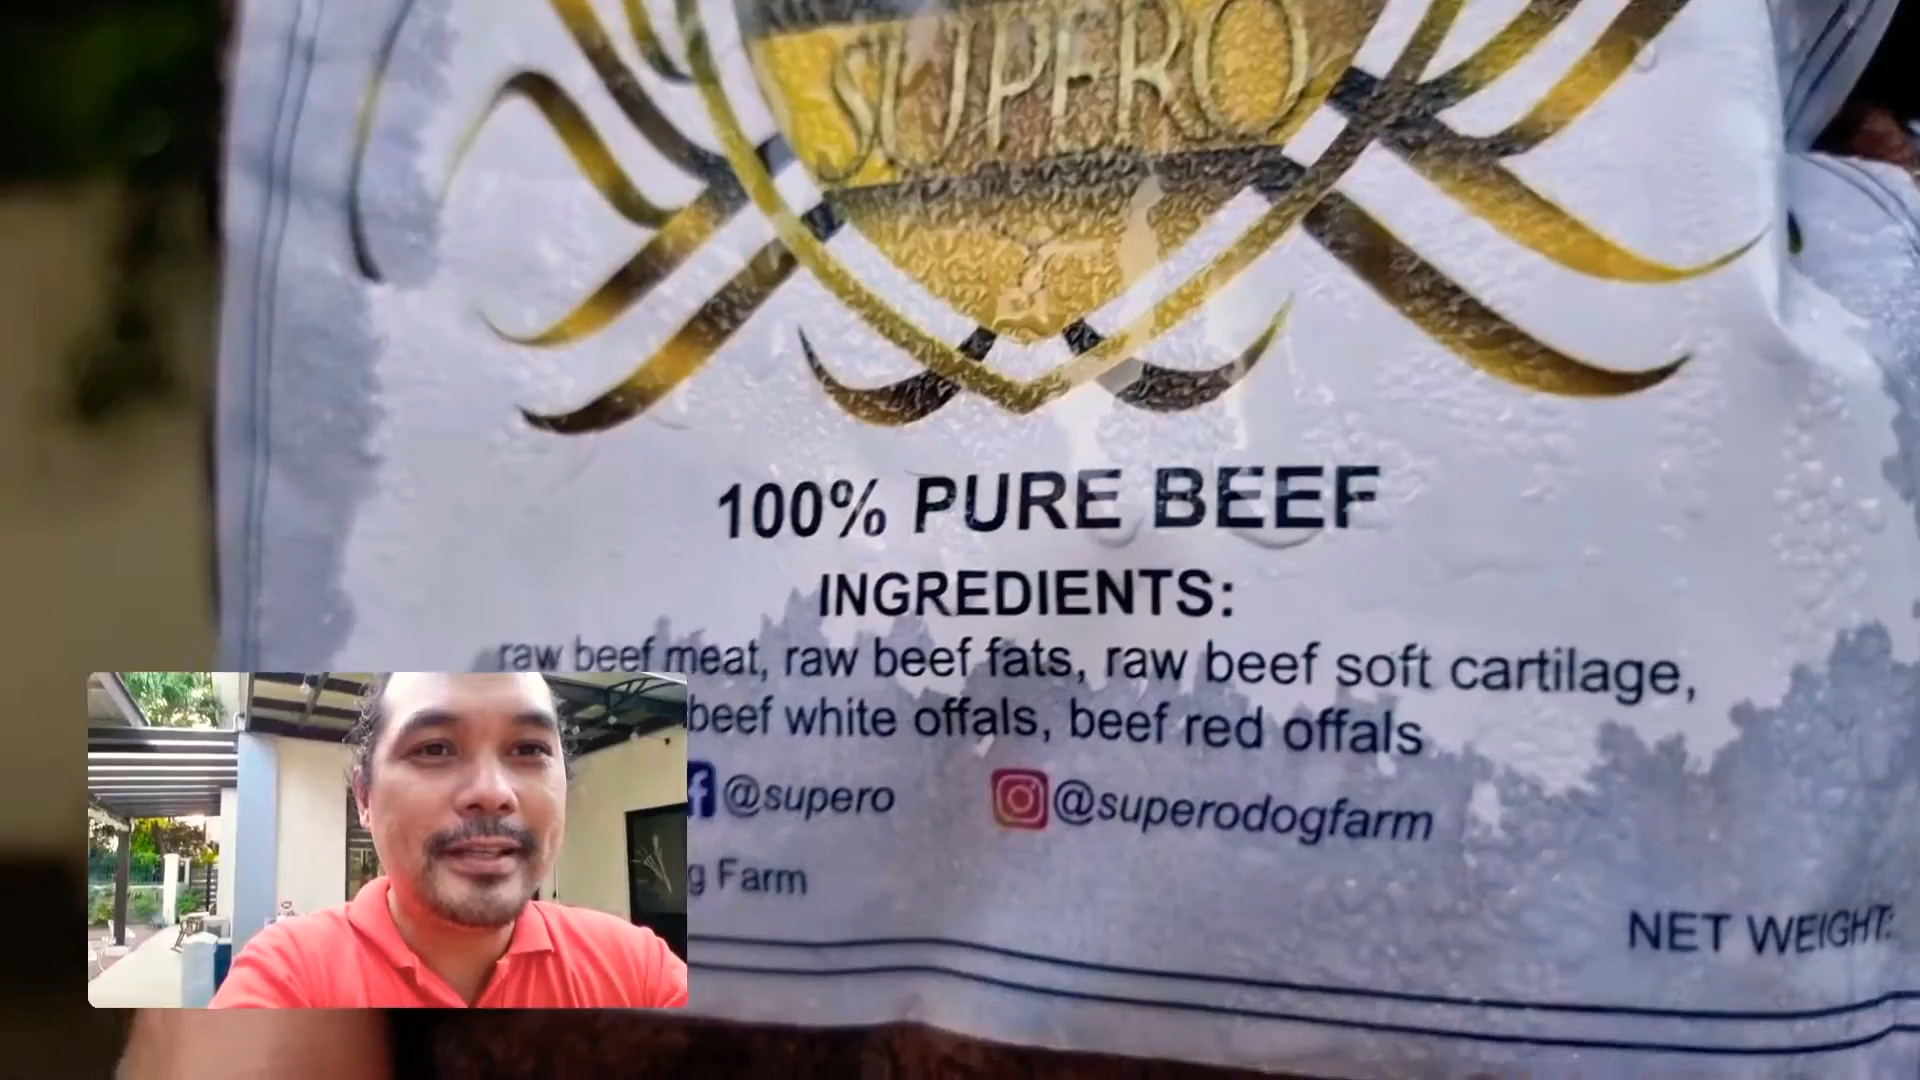 SUPERO
100% PURE BEEF
INGREDIENTS:
raw beef meat, raw beef fats, raw beef soft cartilage,
beef white offals, beef red offals
@supero @superodogfarm
g Farm
NET WEIGHT: